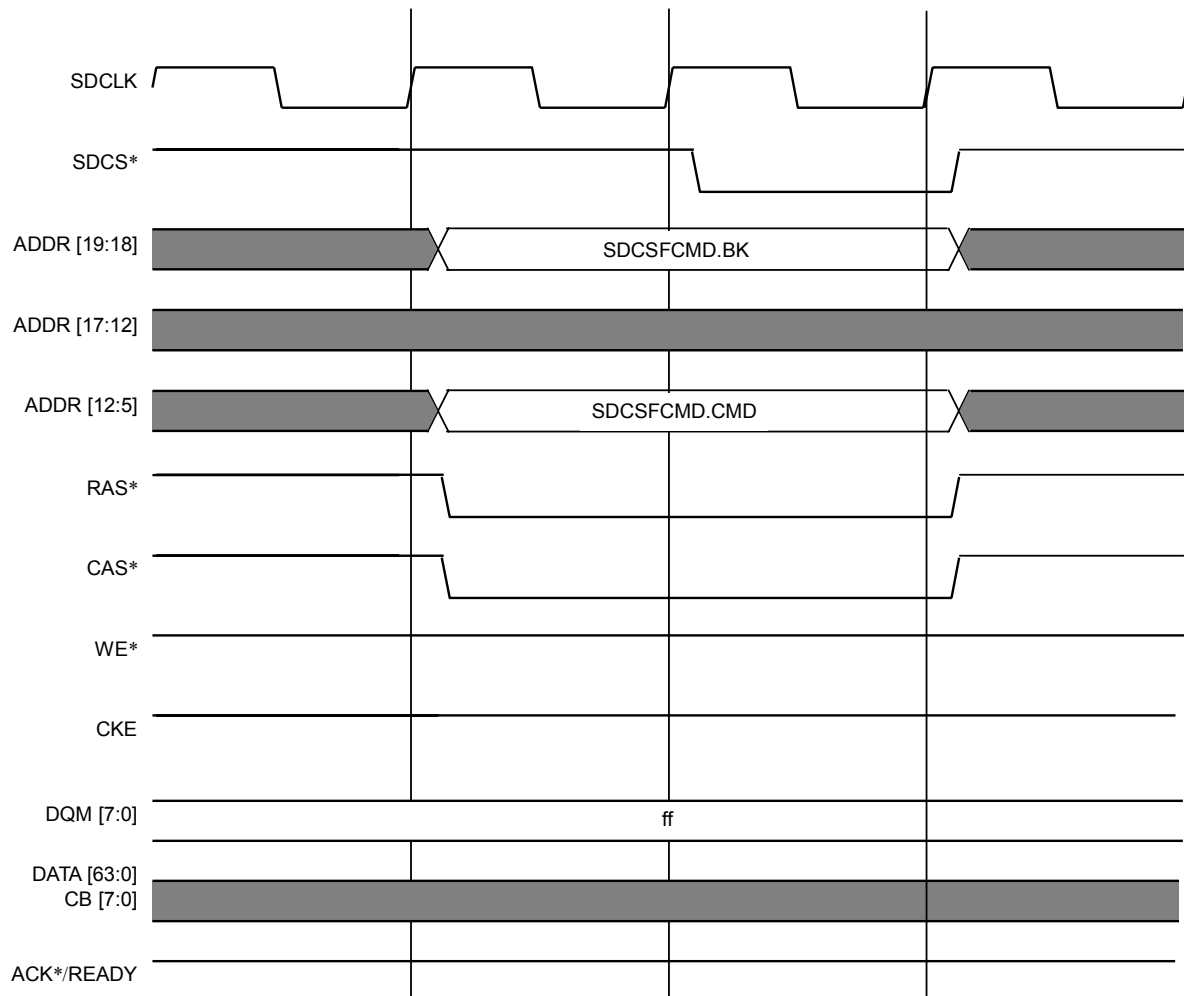 SDCLK
SDCS*
ADDR [19:18]
SDCSFCMD.BK
ADDR [17:12]
ADDR [12:5]
SDCSFCMD.CMD
RAS*
CAS*
WE*
CKE
DQM [7:0]
ff
DATA [63:0]
CB [7:0]
ACK*/READY